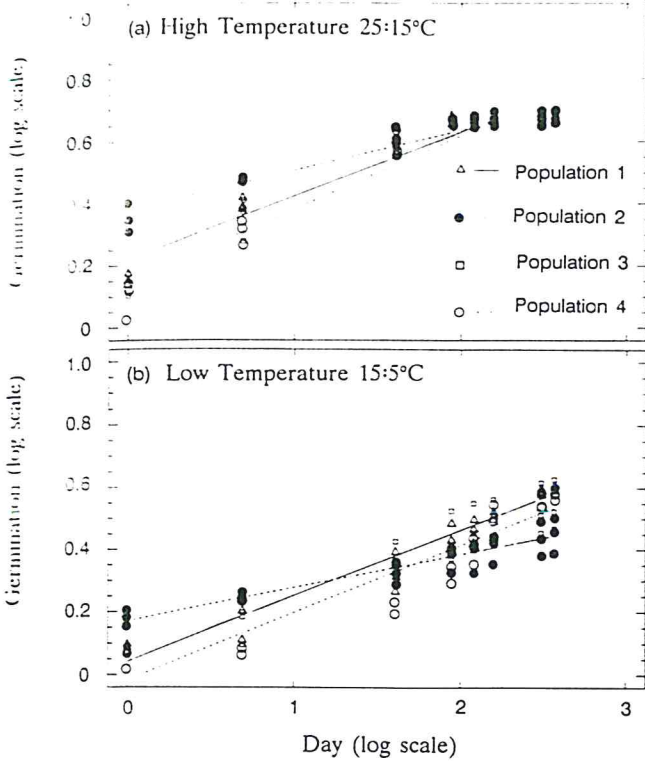 (a) High Temperature 25:15°C
Germination (log scale)
1.0
0.8
0.6
0.4
0.2
0
Population 1
Population 2
Population 3
Population 4
(b) Low Temperature 15:5°C
Germination (log scale)
1.0
0.8
0.6
0.4
0.2
0
0
1
2
3
Day (log scale)